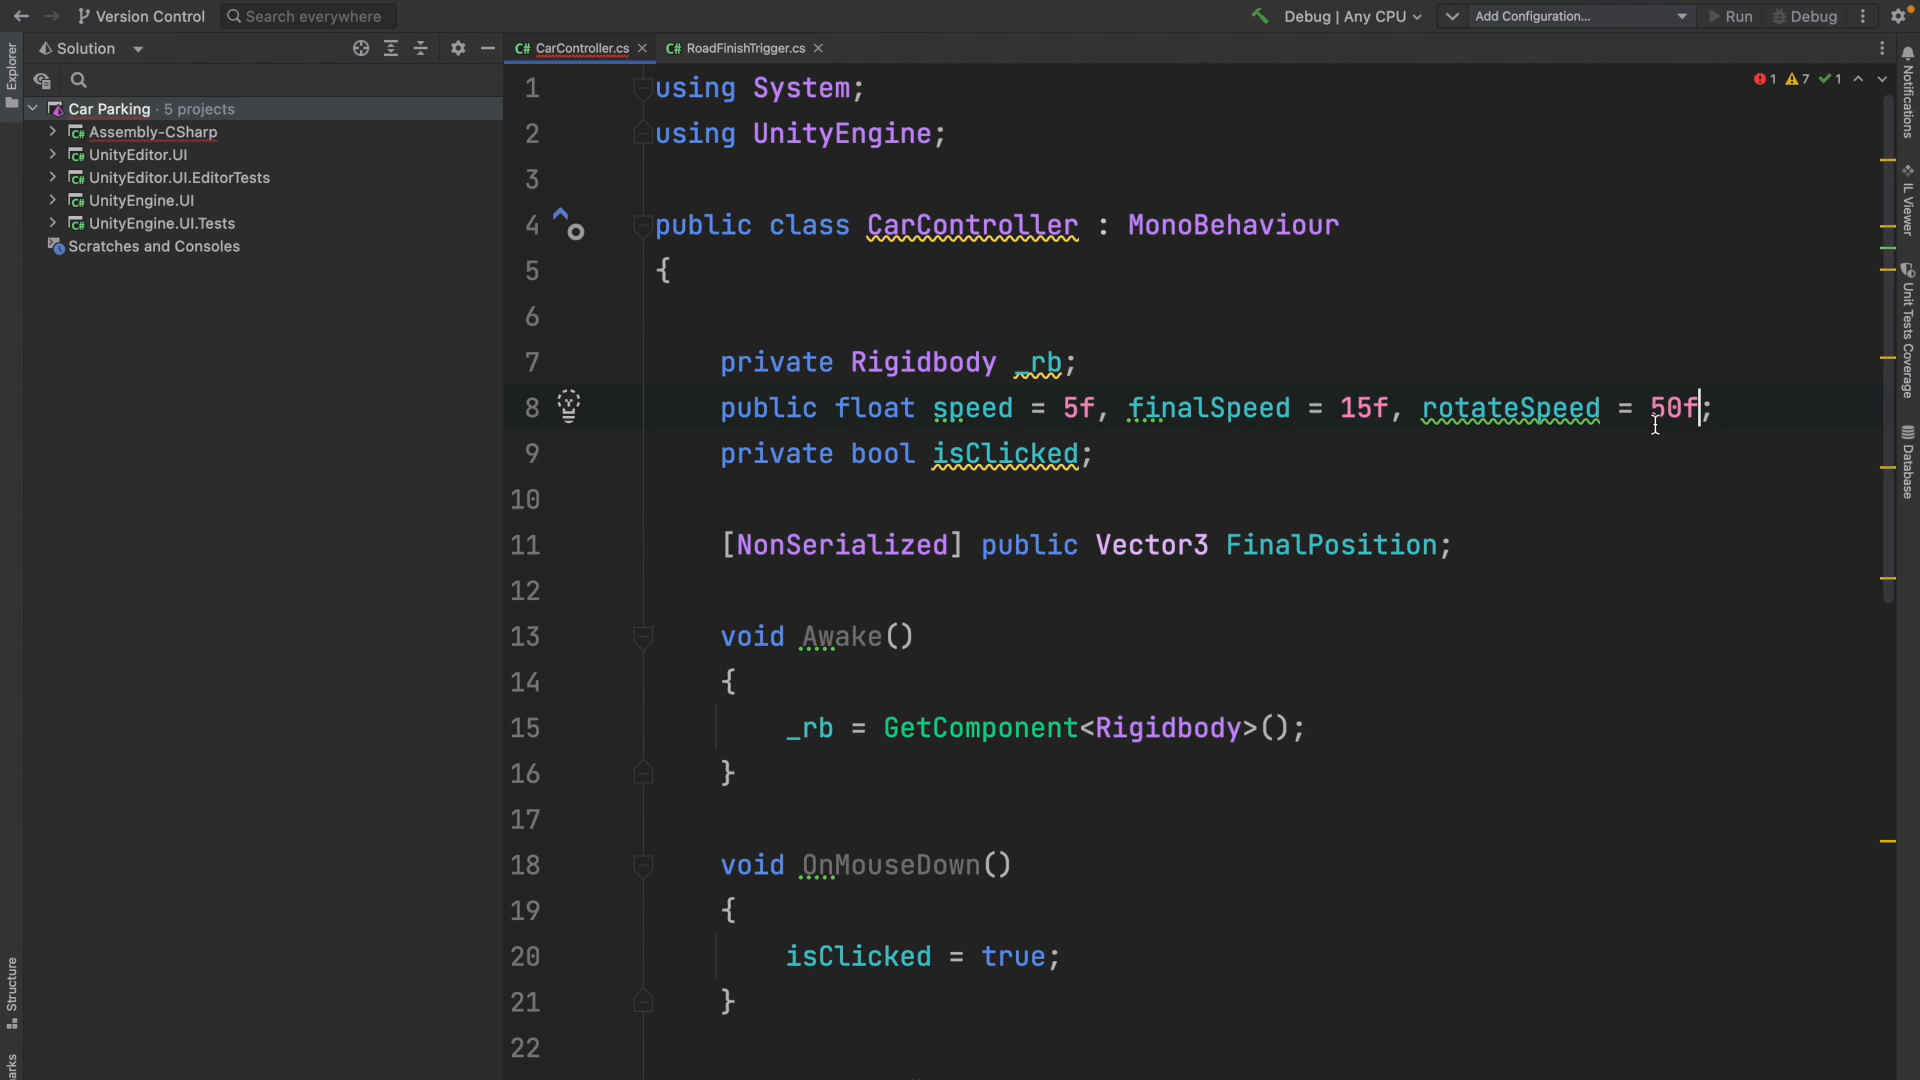 Version Control
Search everywhere
Debug | Any CPU
Add Configuration...
Run
Debug
Explorer
Solution
C# CarController.cs
C# RoadFinishTrigger.cs
Car Parking · 5 projects
Assembly-CSharp
UnityEditor.UI
UnityEditor.UI.EditorTests
UnityEngine.UI
UnityEngine.UI.Tests
Scratches and Consoles
1 7 1
1 using System;
2 using UnityEngine;
3
4 public class CarController : MonoBehaviour
5 {
6
7 private Rigidbody _rb;
8 public float speed = 5f, finalSpeed = 15f, rotateSpeed = 50f;
9 private bool isClicked;
10
11 [NonSerialized] public Vector3 FinalPosition;
12
13 void Awake()
14 {
15 _rb = GetComponent<Rigidbody>();
16 }
17
18 void OnMouseDown()
19 {
20 isClicked = true;
21 }
22
Notifications
IL Viewer
Unit Tests Coverage
Database
Structure